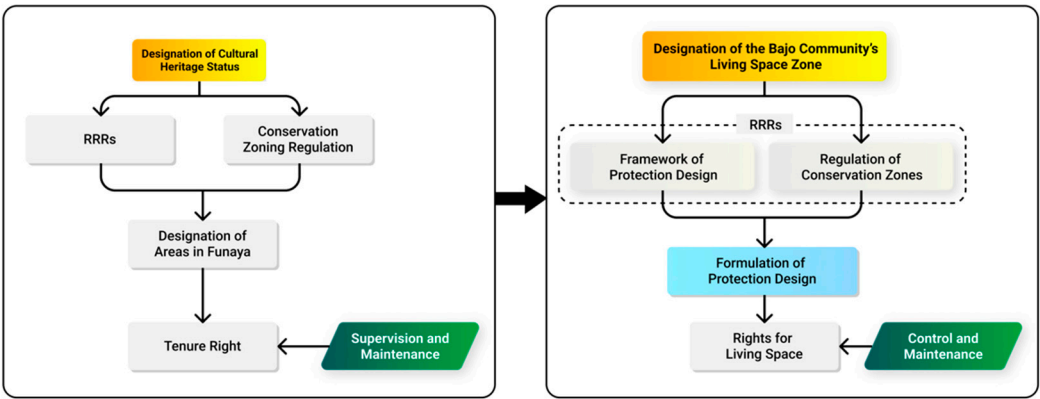 Designation of Cultural
Heritage Status
RRRs
Conservation
Zoning Regulation
Designation of
Areas in Funaya
Tenure Right
Supervision and
Maintenance
Designation of the Bajo Community's
Living Space Zone
RRRs
Framework of
Protection Design
Regulation of
Conservation Zones
Formulation of
Protection Design
Rights for
Living Space
Control and
Maintenance